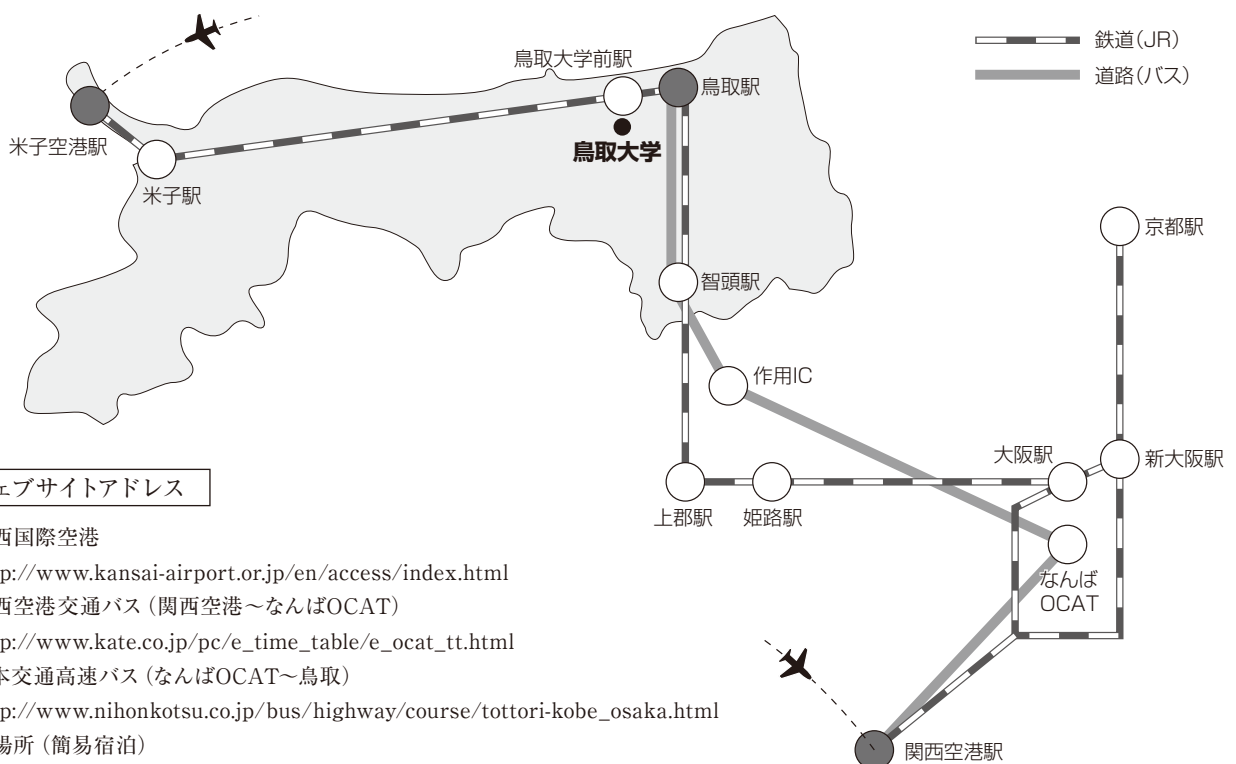 鉄道(JR)
道路(バス)
鳥取大学前駅
鳥取駅
米子空港駅
鳥取大学
米子駅
京都駅
智頭駅
作用IC
大阪駅
新大阪駅
上郡駅
姫路駅
なんば
OCAT
関西空港駅
ェブサイトアドレス
西国際空港
p://www.kansai-airport.or.jp/en/access/index.html
西空港交通バス(関西空港~なんばOCAT)
p://www.kate.co.jp/pc/e_time_table/e_ocat_tt.html
本交通高速バス(なんばOCAT~鳥取)
p://www.nihonkotsu.co.jp/bus/highway/course/tottori-kobe_osaka.html
場所(簡易宿泊)